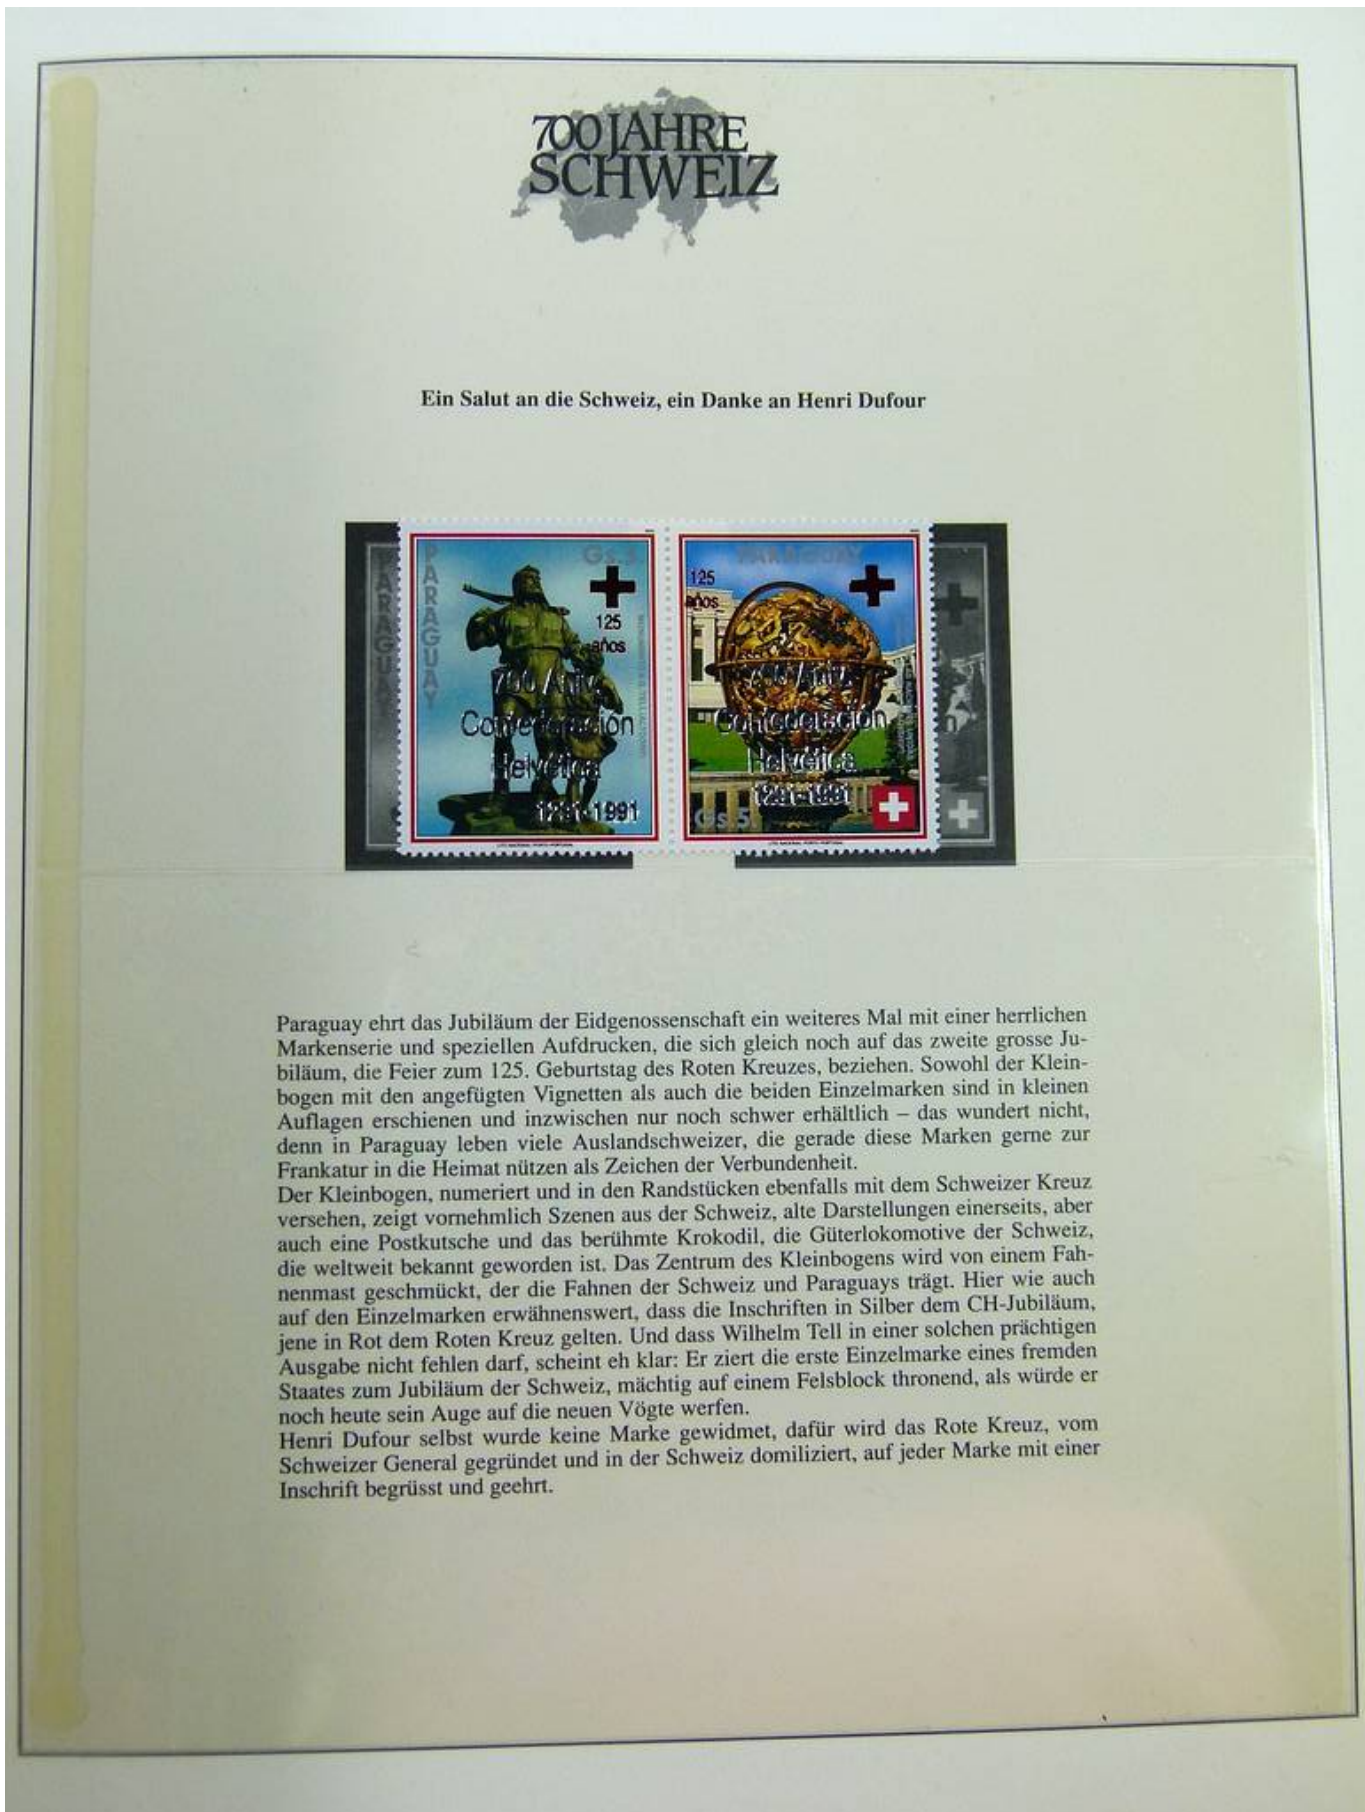 700 JAHRE
SCHWEIZ
Ein Salut an die Schweiz, ein Danke an Henri Dufour
PARAGUAY
PARAGUAY
Gs.
125
años
700 Aniv.
Confederación
Helvética
1291-1991
PARAGUAY
125
años
700 Aniv.
Confederación
Helvética
1291-1991
Gs.5.
Paraguay ehrt das Jubiläum der Eidgenossenschaft ein weiteres Mal mit einer herrlichen
Markenserie und speziellen Aufdrucken, die sich gleich noch auf das zweite grosse Ju-
biläum, die Feier zum 125. Geburtstag des Roten Kreuzes, beziehen. Sowohl der Klein-
bogen mit den angefügten Vignetten als auch die beiden Einzelmarken sind in kleinen
Auflagen erschienen und inzwischen nur noch schwer erhältlich – das wundert nicht,
denn in Paraguay leben viele Auslandschweizer, die gerade diese Marken gerne zur
Frankatur in die Heimat nützen als Zeichen der Verbundenheit.
Der Kleinbogen, numeriert und in den Randstücken ebenfalls mit dem Schweizer Kreuz
versehen, zeigt vornehmlich Szenen aus der Schweiz, alte Darstellungen einerseits, aber
auch eine Postkutsche und das berühmte Krokodil, die Güterlokomotive der Schweiz,
die weltweit bekannt geworden ist. Das Zentrum des Kleinbogens wird von einem Fah-
nenmast geschmückt, der die Fahnen der Schweiz und Paraguays trägt. Hier wie auch
auf den Einzelmarken erwähnenswert, dass die Inschriften in Silber dem CH-Jubiläum,
jene in Rot dem Roten Kreuz gelten. Und dass Wilhelm Tell in einer solchen prächtigen
Ausgabe nicht fehlen darf, scheint eh klar: Er ziert die erste Einzelmarke eines fremden
Staates zum Jubiläum der Schweiz, mächtig auf einem Felsblock thronend, als würde er
noch heute sein Auge auf die neuen Vögte werfen.
Henri Dufour selbst wurde keine Marke gewidmet, dafür wird das Rote Kreuz, vom
Schweizer General gegründet und in der Schweiz domiliziert, auf jeder Marke mit einer
Inschrift begrüsst und geehrt.